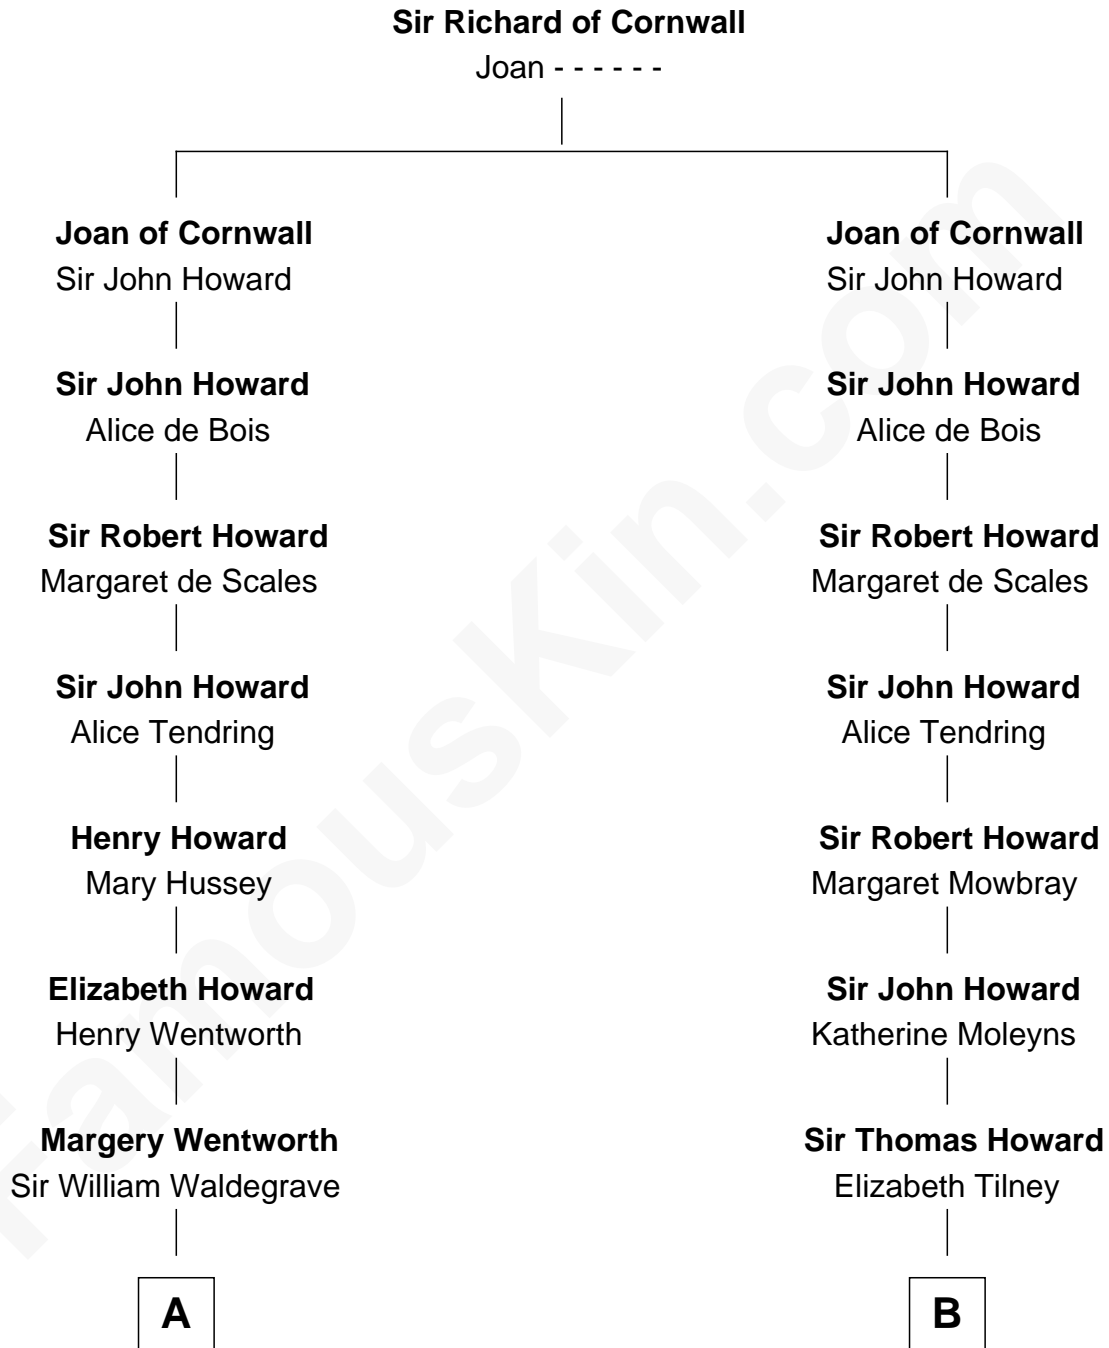 Sir Richard of Cornwall
Joan - - - - - -
Joan of Cornwall
Sir John Howard
Sir John Howard
Alice de Bois
Sir Robert Howard
Margaret de Scales
Sir John Howard
Alice Tendring
Henry Howard
Mary Hussey
Elizabeth Howard
Henry Wentworth
Margery Wentworth
Sir William Waldegrave
A
Joan of Cornwall
Sir John Howard
Sir John Howard
Alice de Bois
Sir Robert Howard
Margaret de Scales
Sir John Howard
Alice Tendring
Sir Robert Howard
Margaret Mowbray
Sir John Howard
Katherine Moleyns
Sir Thomas Howard
Elizabeth Tilney
B
FamousKin.com